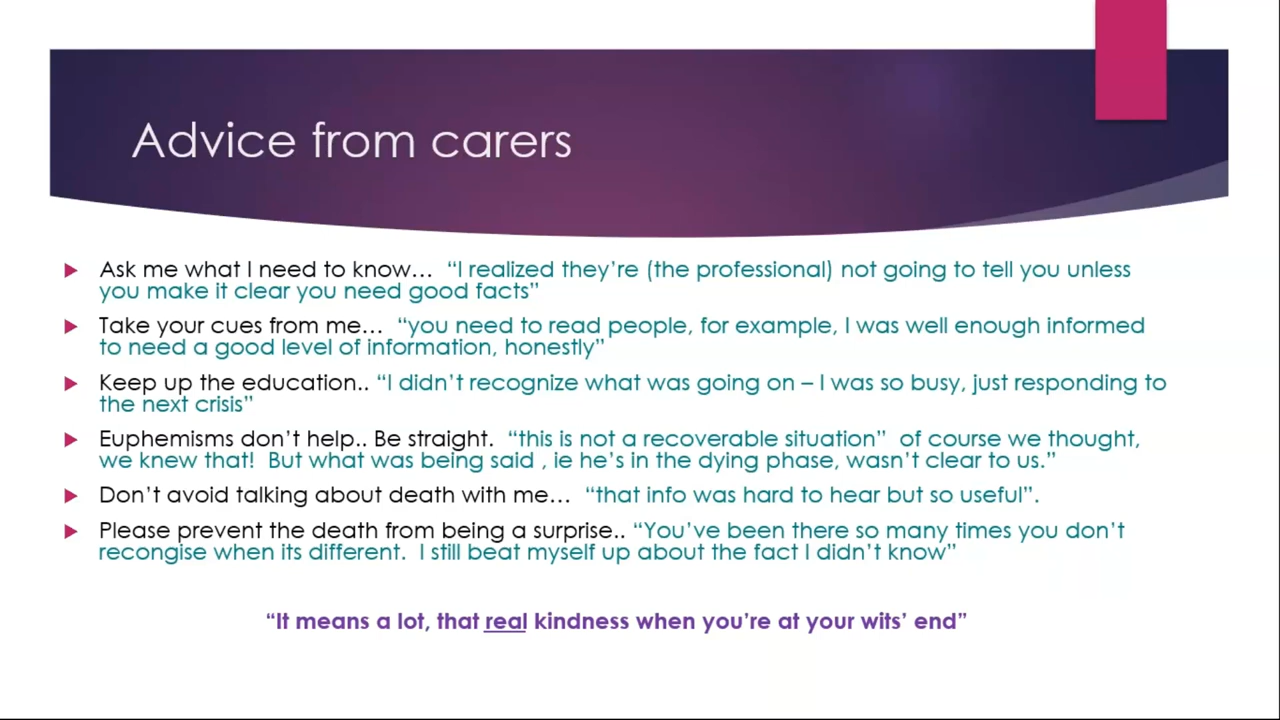 Advice from carers
Ask me what I need to know… “I realized they’re (the professional) not going to tell you unless
you make it clear you need good facts”
Take your cues from me… “you need to read people, for example, I was well enough informed
to need a good level of information, honestly”
Keep up the education.. “I didn’t recognize what was going on – I was so busy, just responding to
the next crisis”
Euphemisms don’t help.. Be straight. “this is not a recoverable situation” of course we thought,
we knew that! But what was being said , ie he’s in the dying phase, wasn’t clear to us.”
Don’t avoid talking about death with me… “that info was hard to hear but so useful”.
Please prevent the death from being a surprise.. “You’ve been there so many times you don’t
recongise when its different. I still beat myself up about the fact I didn’t know”
“It means a lot, that real kindness when you’re at your wits’ end”